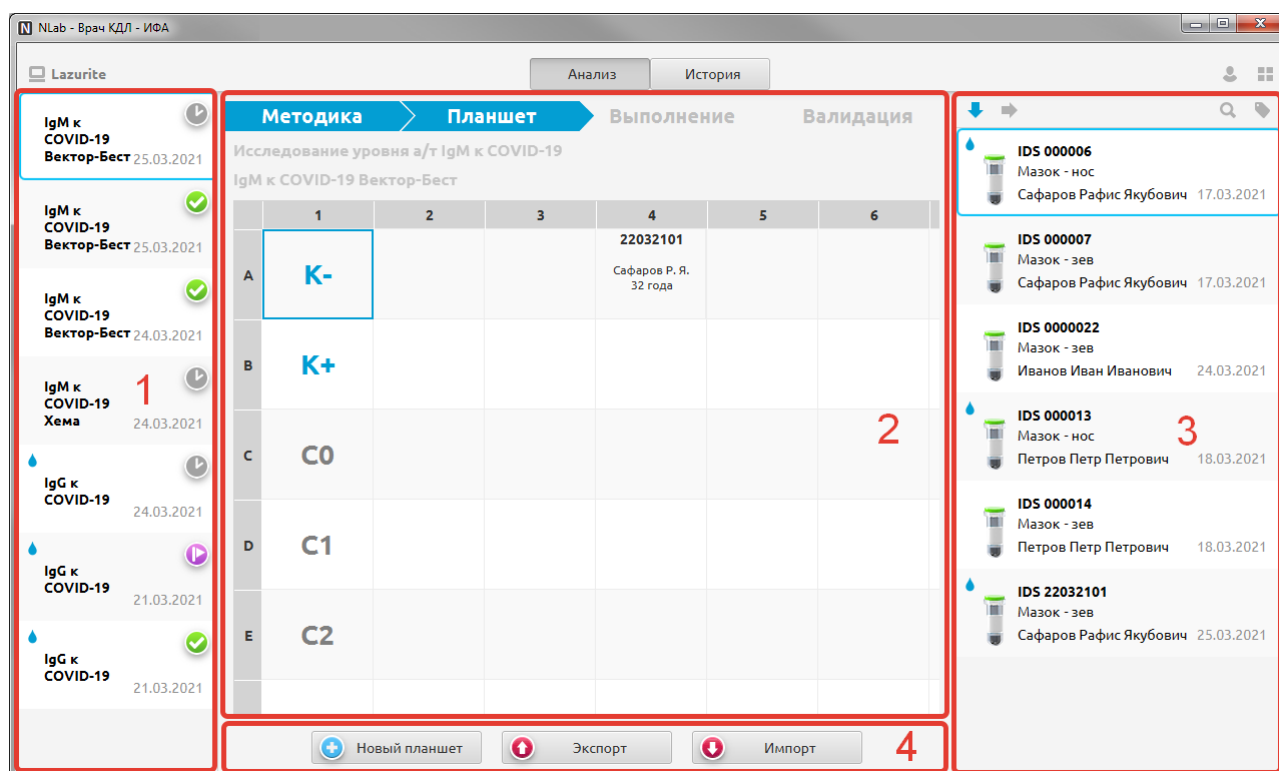 NLab - Врач КДЛ - ИФА
Lazurite
Анализ
История
IgM к
COVID-19
Вектор-Бест 25.03.2021
IgM к
COVID-19
Вектор-Бест 25.03.2021
IgM к
COVID-19
Вектор-Бест 24.03.2021
IgM к
COVID-19
Хема 24.03.2021
1
IgG к
COVID-19
24.03.2021
IgG к
COVID-19
21.03.2021
IgG к
COVID-19
21.03.2021
Методика Планшет Выполнение Валидация
Исследование уровня а/т IgM к COVID-19
IgM к COVID-19 Вектор-Бест
1 2 3 4 5 6
22032101
A K- Сафаров Р. Я.
32 года
B K+
C C0
2
D C1
E C2
IDS 000006
Мазок - нос
Сафаров Рафис Якубович 17.03.2021
IDS 000007
Мазок - зев
Сафаров Рафис Якубович 17.03.2021
IDS 0000022
Мазок - зев
Иванов Иван Иванович 24.03.2021
IDS 000013
Мазок - нос
3
Петров Петр Петрович 18.03.2021
IDS 000014
Мазок - зев
Петров Петр Петрович 18.03.2021
IDS 22032101
Мазок - зев
Сафаров Рафис Якубович 25.03.2021
Новый планшет Экспорт Импорт 4